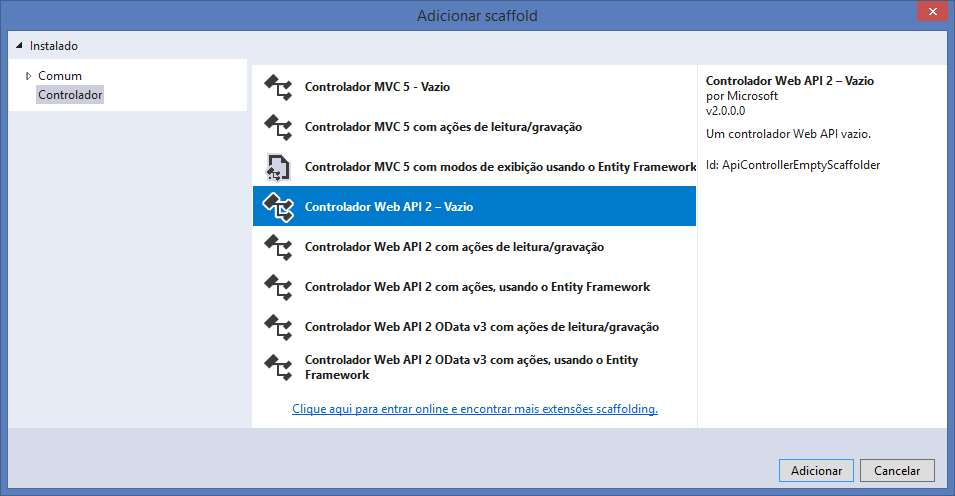 Adicionar scaffold
Instalado
Comum
Controlador
Controlador MVC 5 - Vazio
Controlador MVC 5 com ações de leitura/gravação
Controlador MVC 5 com modos de exibição usando o Entity Framework
Controlador Web API 2 – Vazio
Controlador Web API 2 com ações de leitura/gravação
Controlador Web API 2 com ações, usando o Entity Framework
Controlador Web API 2 OData v3 com ações de leitura/gravação
Controlador Web API 2 OData v3 com ações, usando o Entity
Framework
Clique aqui para entrar online e encontrar mais extensões scaffolding.
Controlador Web API 2 – Vazio
por Microsoft
v2.0.0.0
Um controlador Web API vazio.
Id: ApiControllerEmptyScaffolder
Adicionar
Cancelar